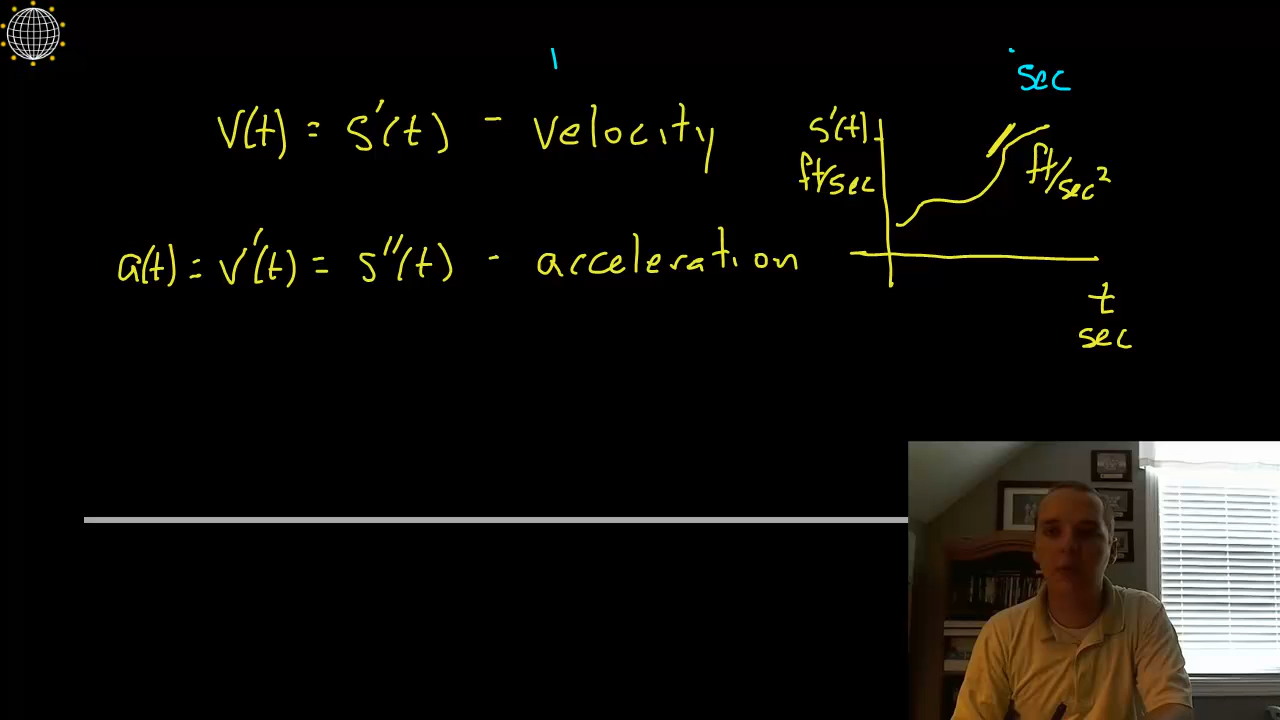 sec
v(t) = s'(t) - velocity
s'(t)
ft/sec
ft/sec²
a(t) = v'(t) = s''(t) - acceleration
t
sec